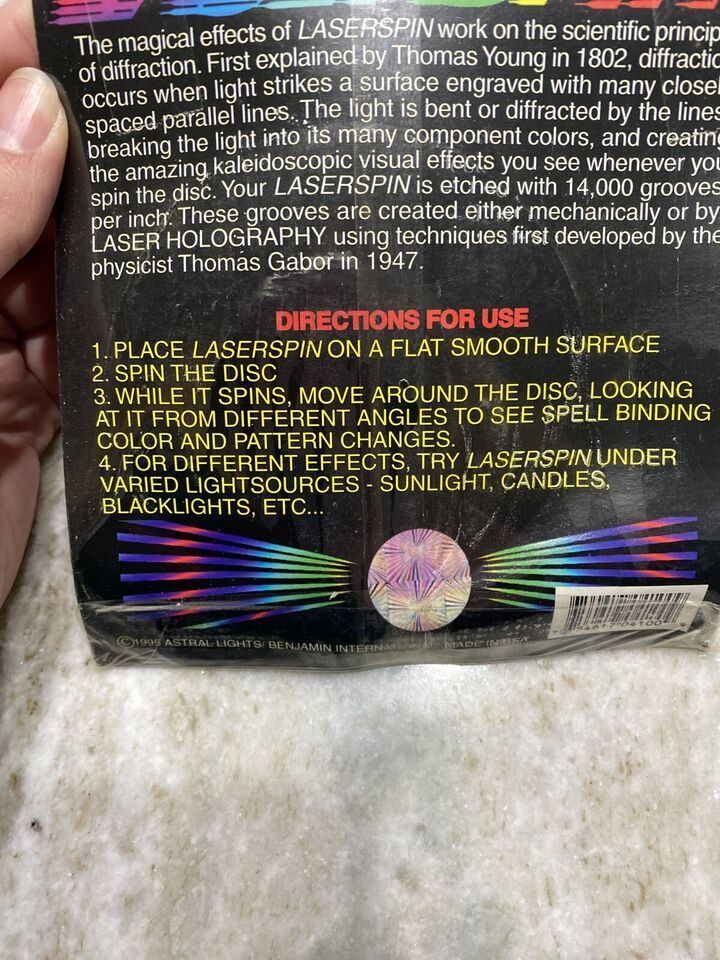 The magical effects of LASERSPIN work on the scientific princip
of diffraction. First explained by Thomas Young in 1802, diffractio
occurs when light strikes a surface engraved with many closel
spaced parallel lines. The light is bent or diffracted by the lines
breaking the light into its many component colors, and creating
the amazing kaleidoscopic visual effects you see whenever you
spin the disc. Your LASERSPIN is etched with 14,000 grooves
per inch. These grooves are created either mechanically or by
LASER HOLOGRAPHY using techniques first developed by the
physicist Thomas Gabor in 1947.
DIRECTIONS FOR USE
1. PLACE LASERSPIN ON A FLAT SMOOTH SURFACE
2. SPIN THE DISC
3. WHILE IT SPINS, MOVE AROUND THE DISC, LOOKING
AT IT FROM DIFFERENT ANGLES TO SEE SPELL BINDING
COLOR AND PATTERN CHANGES.
4. FOR DIFFERENT EFFECTS, TRY LASERSPIN UNDER
VARIED LIGHTSOURCES - SUNLIGHT, CANDLES,
BLACKLIGHTS, ETC...
©1995 ASTRAL LIGHTS/ BENJAMIN INTERNATIONAL MADE IN USA